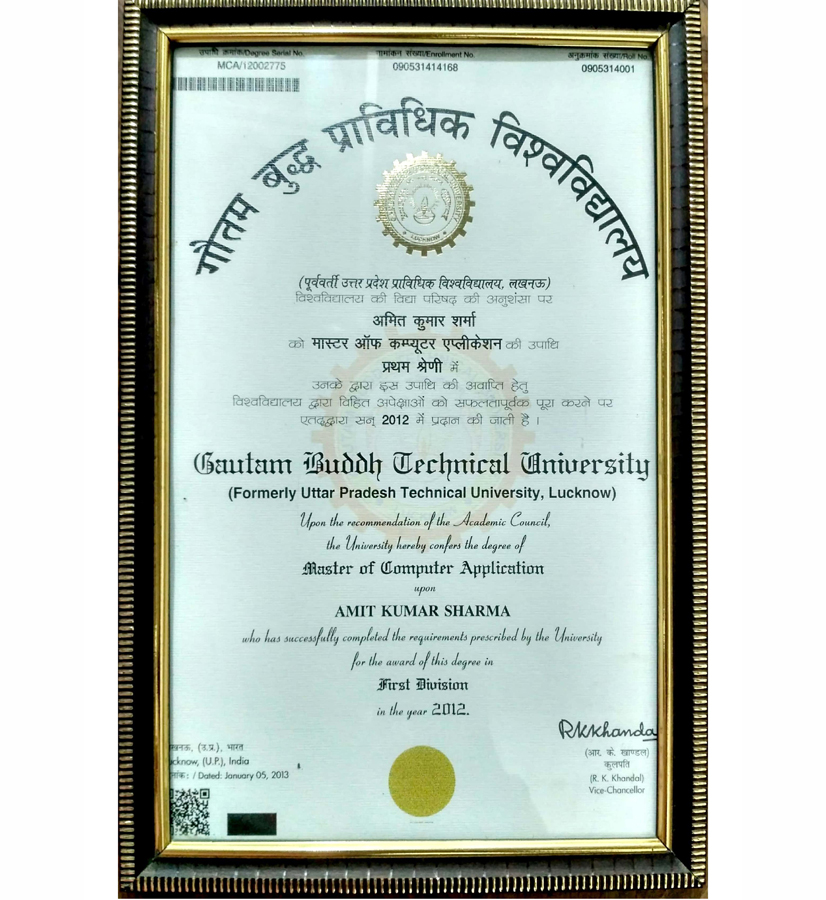 उपाधि क्रमांक/Degree Serial No.
नामांकन संख्या/Enrollment No.
अनुक्रमांक संख्या/Roll No.
MCA/12002775
090531414168
0905314001
गौतम बुद्ध प्राविधिक विश्वविद्यालय
LUCKNOW
(पूर्ववर्ती उत्तर प्रदेश प्राविधिक विश्वविद्यालय, लखनऊ)
विश्वविद्यालय की विद्या परिषद की अनुशंसा पर
अमित कुमार शर्मा
को मास्टर ऑफ कम्प्यूटर एप्लीकेशन की उपाधि
प्रथम श्रेणी में
उनके द्वारा इस उपाधि की अवाप्ति हेतु
विश्वविद्यालय द्वारा विहित अपेक्षाओं को सफलतापूर्वक पूरा करने पर
एतद्द्वारा सन् 2012 में प्रदान की जाती है ।
Gautam Buddh Technical University
(Formerly Uttar Pradesh Technical University, Lucknow)
Upon the recommendation of the Academic Council,
the University hereby confers the degree of
Master of Computer Application
upon
AMIT KUMAR SHARMA
who has successfully completed the requirements prescribed by the University
for the award of this degree in
First Division
in the year 2012.
RKKhanda
खनऊ, (उ.प्र.), भारत
cknow, (U.P.), India
नांक: / Dated: January 05, 2013
(आर. के. खाण्डल)
कुलपति
(R. K. Khandal)
Vice-Chancellor